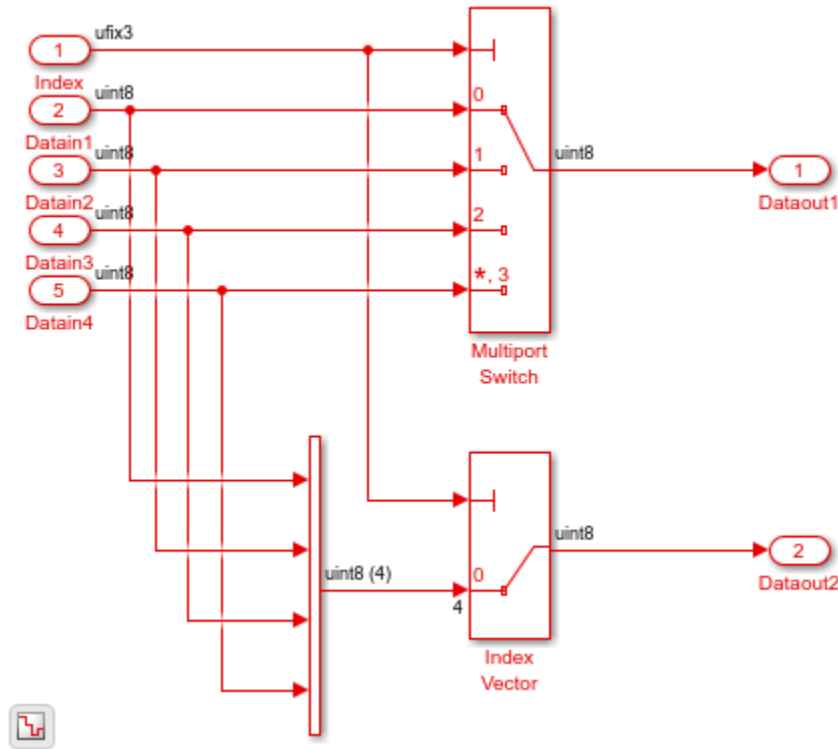 ufix3
1
Index
uint8
0
2
Datain1
uint8
1
uint8
3
1
Datain2
Dataout1
uint8
2
4
Datain3
uint8
*, 3
5
Datain4
Multiport
Switch
uint8
2
uint8 (4)
0
4
Dataout2
Index
Vector